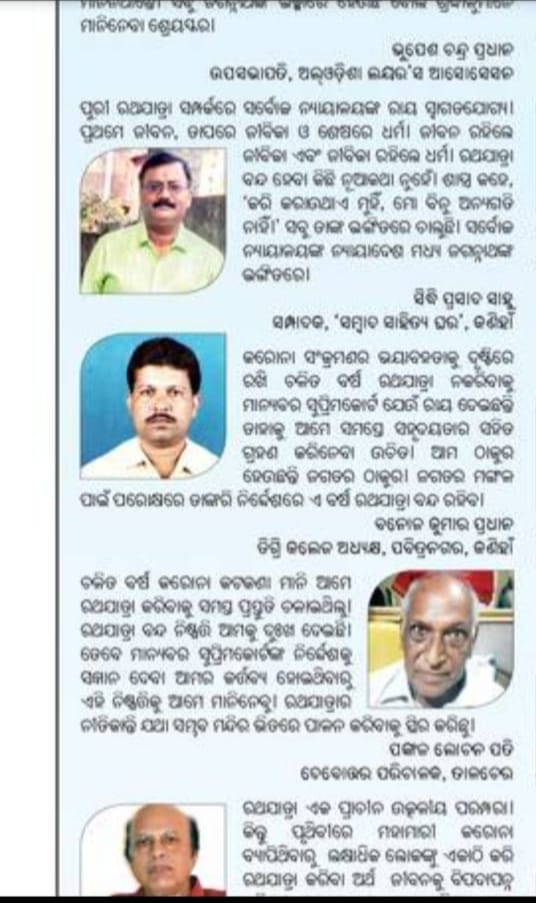 ମାନିନେବା ଶ୍ରେୟସ୍କର।
ଭୂପେଶ ଚନ୍ଦ୍ର ପ୍ରଧାନ
ଉପସଭାପତି, ଅଲ୍‌ଓଡ଼ିଶା ଲୟର'ସ ଆସୋସେସନ
ପୁରୀ ରଥଯାତ୍ରା ସମ୍ପର୍କରେ ସର୍ବୋଚ୍ଚ ନ୍ୟାୟାଳୟଙ୍କ ରାୟ ସ୍ୱାଗତଯୋଗ୍ୟ।
ପ୍ରଥମେ ଜୀବନ, ତାପରେ ଜୀବିକା ଓ ଶେଷରେ ଧର୍ମ। ଜୀବନ ରହିଲେ
ଜୀବିକା ଏବଂ ଜୀବିକା ରହିଲେ ଧର୍ମ। ରଥଯାତ୍ରା
ବନ୍ଦ ହେବା କିଛି ନୂଆକଥା ନୁହେଁ। ଶାସ୍ତ୍ର କହେ,
'କରି କରାଉଥାଏ ମୁହିଁ, ମୋ ବିନୁ ଅନ୍ୟଗତି
ନାହିଁ।' ସବୁ ତାଙ୍କ ଇଙ୍ଗିତରେ ଚାଲୁଛି। ସର୍ବୋଚ୍ଚ
ନ୍ୟାୟାଳୟଙ୍କ ନ୍ୟାୟାଦେଶ ମଧ୍ୟ ଜଗନ୍ନାଥଙ୍କ
ଇଙ୍ଗିତରେ।
ସିଦ୍ଧି ପ୍ରସାଦ ସାହୁ
ସମ୍ପାଦକ, 'ସମ୍ବାଦ ସାହିତ୍ୟ ଘର', କଣିହାଁ
କରୋନା ସଂକ୍ରମଣର ଭୟାବହତାକୁ ଦୃଷ୍ଟିରେ
ରଖି ଚଳିତ ବର୍ଷ ରଥଯାତ୍ରା ନକରିବାକୁ
ମାନ୍ୟବର ସୁପ୍ରିମକୋର୍ଟ ଯେଉଁ ରାୟ ଦେଇଛନ୍ତି
ତାହାକୁ ଆମେ ସମସ୍ତେ ସହୃଦୟତାର ସହିତ
ଗ୍ରହଣ କରିନେବା ଉଚିତ। ଆମ ଠାକୁର
ହେଉଛନ୍ତି ଜଗତର ଠାକୁର। ଜଗତର ମଙ୍ଗଳ
ପାଇଁ ପରୋକ୍ଷରେ ତାଙ୍କରି ନିର୍ଦ୍ଦେଶରେ ଏ ବର୍ଷ ରଥଯାତ୍ରା ବନ୍ଦ ରହିବ।
ମନୋଜ କୁମାର ପ୍ରଧାନ
ଡିଗ୍ରି କଲେଜ ଅଧ୍ୟକ୍ଷ, ପବିତ୍ରନଗର, କଣିହାଁ
ଚଳିତ ବର୍ଷ କରୋନା କଟକଣା ମାନି ଆମେ
ରଥଯାତ୍ରା କରିବାକୁ ସମସ୍ତ ପ୍ରସ୍ତୁତି ଚଳାଇଥିଲୁ।
ରଥଯାତ୍ରା ବନ୍ଦ ନିଷ୍ପତ୍ତି ଆମକୁ ଦୁଃଖ ଦେଇଛି।
ତେବେ ମାନ୍ୟବର ସୁପ୍ରିମକୋର୍ଟଙ୍କ ନିର୍ଦ୍ଦେଶକୁ
ସମ୍ମାନ ଦେବା ଆମର କର୍ତ୍ତବ୍ୟ ହୋଇଥିବାରୁ
ଏହି ନିଷ୍ପତ୍ତିକୁ ଆମେ ମାନିନେବୁ। ରଥଯାତ୍ରାର
ନୀତିକାନ୍ତି ଯଥା ସମ୍ଭବ ମନ୍ଦିର ଭିତରେ ପାଳନ କରିବାକୁ ସ୍ଥିର କରିଛୁ।
ପଙ୍କଜ ଲୋଚନ ପତି
ଦେବୋତ୍ତର ପରିଚାଳକ, ତାଳଚେର
ରଥଯାତ୍ରା ଏକ ପ୍ରାଚୀନ ଉତ୍କଳୀୟ ପରମ୍ପରା।
କିନ୍ତୁ ପୃଥିବୀରେ ମହାମାରୀ କରୋନା
ବ୍ୟାପିଥିବାରୁ ଲକ୍ଷାଧିକ ଲୋକଙ୍କୁ ଏକାଠି କରି
ରଥଯାତ୍ରା କରିବା ଅର୍ଥ ଜୀବନକୁ ବିପଦାପନ୍ନ